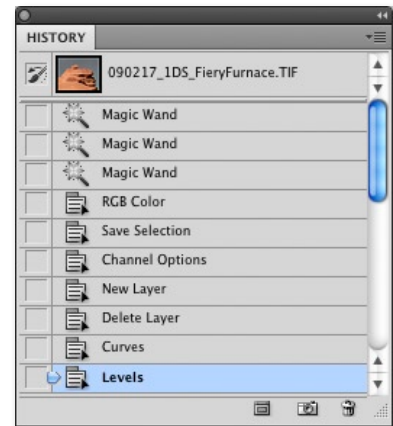 HISTORY
090217_1DS_FieryFurnace.TIF
Magic Wand
Magic Wand
Magic Wand
RGB Color
Save Selection
Channel Options
New Layer
Delete Layer
Curves
Levels